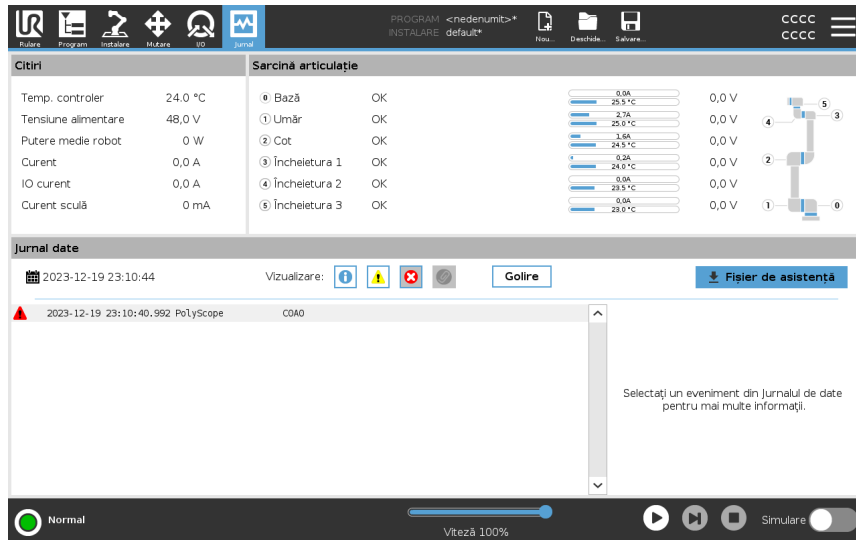 PROGRAM <nedenumit>*
INSTALARE default*
cccc
cccc
Rulare Program Instalare Mutare I/O Jurnal Nou... Deschide... Salvare...
Citiri
Temp. controler 24.0 °C
Tensiune alimentare 48,0 V
Putere medie robot 0 W
Curent 0,0 A
IO curent 0,0 A
Curent sculă 0 mA
Sarcină articulație
0 Bază OK 0,0A 25.5 °C 0,0 V
1 Umăr OK 2,7A 25.0 °C 0,0 V
2 Cot OK 1,6A 24.5 °C 0,0 V
3 Încheietura 1 OK 0,2A 24.0 °C 0,0 V
4 Încheietura 2 OK 0,0A 23.5 °C 0,0 V
5 Încheietura 3 OK 0,0A 23.0 °C 0,0 V
5
4 3
2
1 0
Jurnal date
2023-12-19 23:10:44 Vizualizare: Golire Fișier de asistență
2023-12-19 23:10:40.992 PolyScope C0A0
Selectați un eveniment din Jurnalul de date
pentru mai multe informații.
Normal
Viteză 100%
Simulare